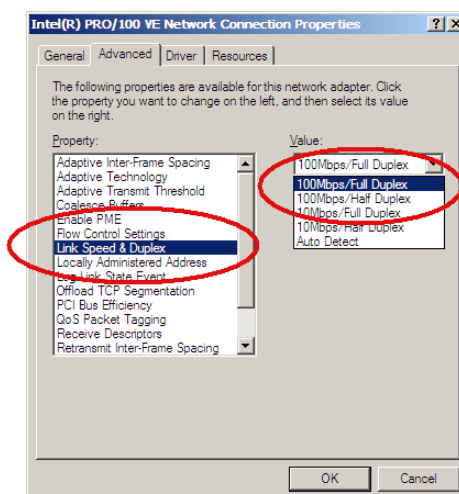 Intel(R) PRO/100 VE Network Connection Properties
General Advanced Driver Resources
The following properties are available for this network adapter. Click
the property you want to change on the left, and then select its value
on the right.
Property:
Adaptive Inter-Frame Spacing
Adaptive Technology
Adaptive Transmit Threshold
Coalesce Buffers
Enable PME
Flow Control Settings
Link Speed & Duplex
Locally Administered Address
Log Link State Event
Offload TCP Segmentation
PCI Bus Efficiency
QoS Packet Tagging
Receive Descriptors
Retransmit Inter-Frame Spacing
Value:
100Mbps/Full Duplex
100Mbps/Full Duplex
100Mbps/Half Duplex
10Mbps/Full Duplex
10Mbps/Half Duplex
Auto Detect
OK Cancel